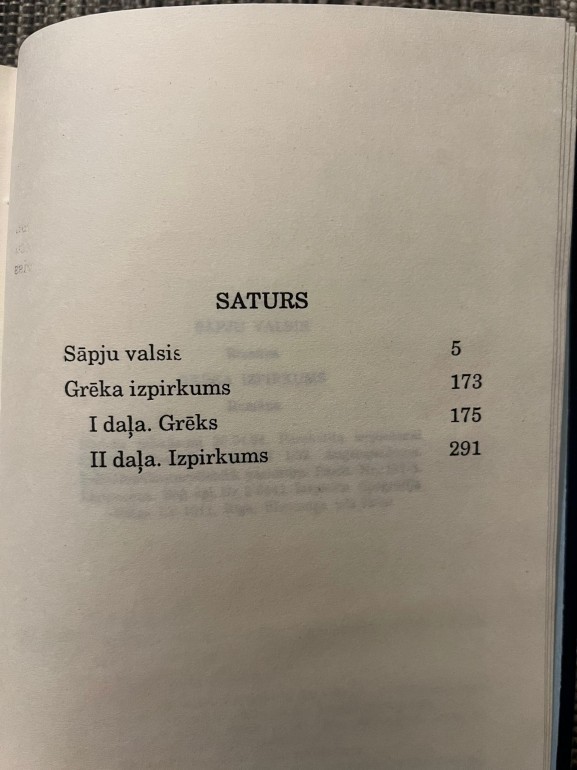 SATURS
Sāpju valsis 5
Grēka izpirkums 173
I daļa. Grēks 175
II daļa. Izpirkums 291